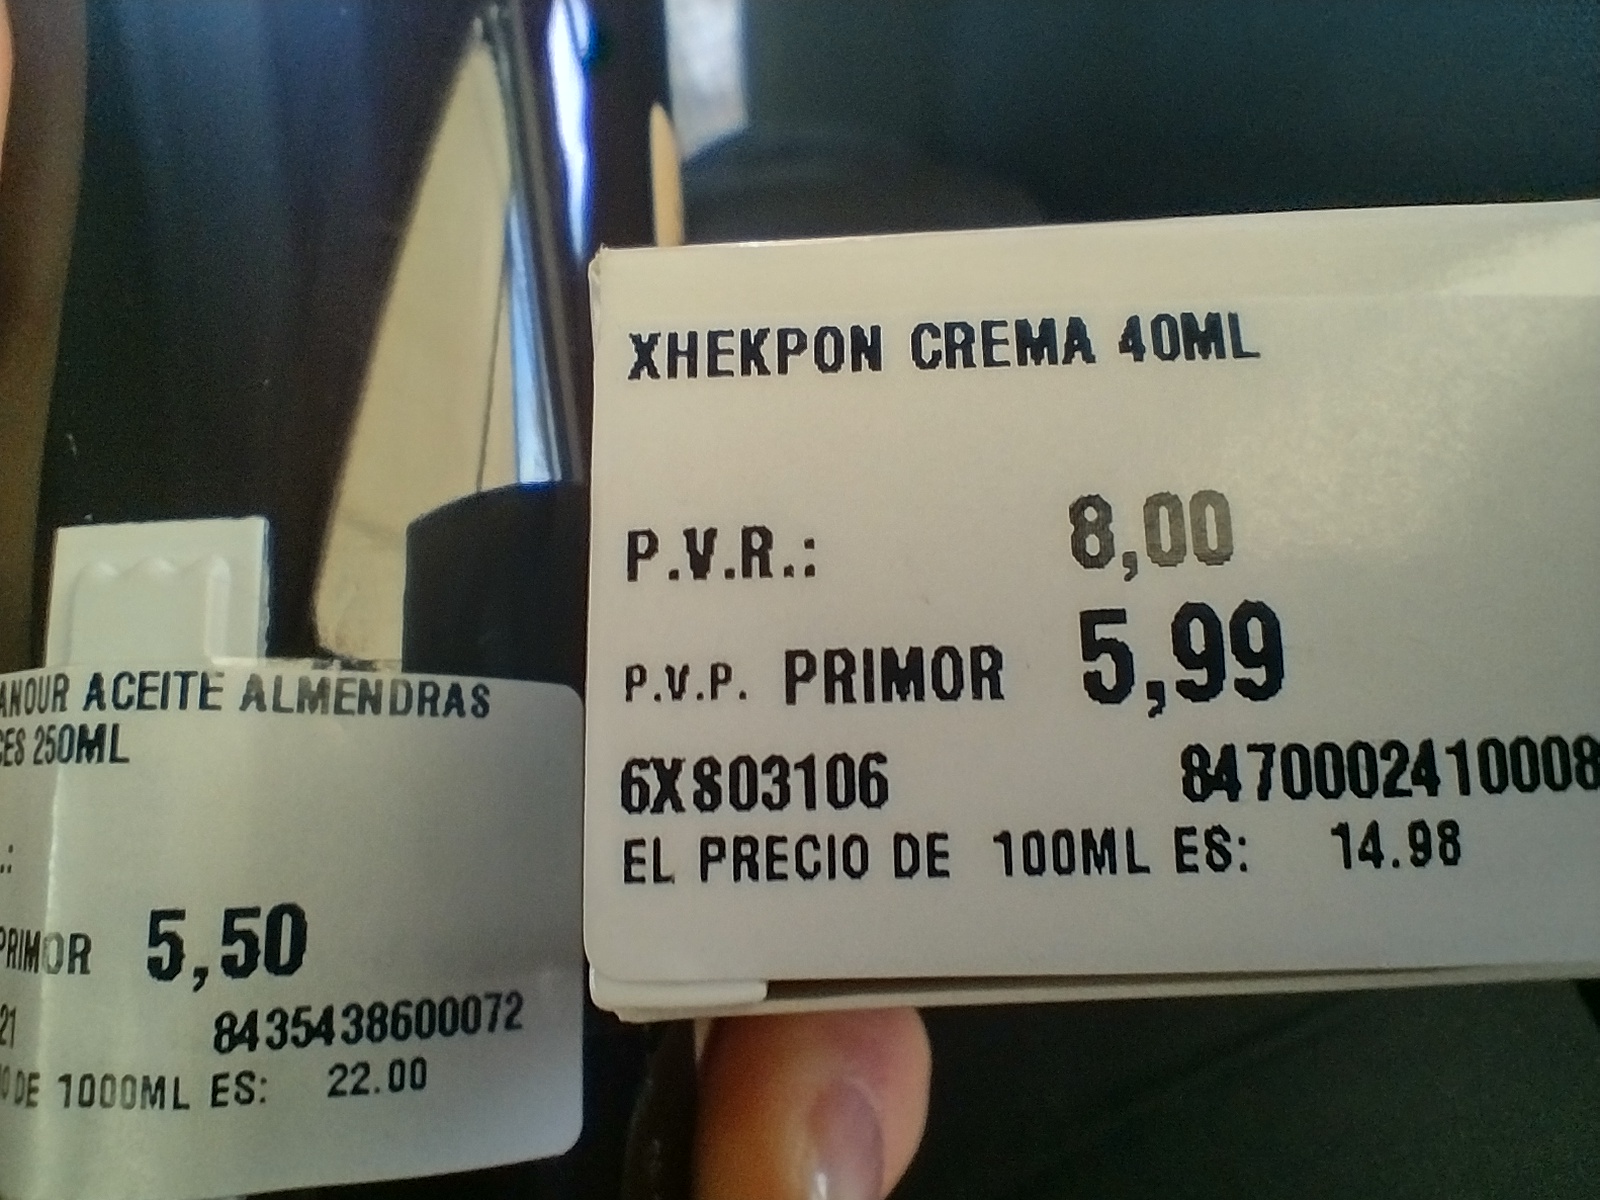 XHEKPON CREMA 40ML
P.V.R.: 8,00
P.V.P. PRIMOR 5,99
6XS03106 8470002410008
EL PRECIO DE 100ML ES: 14.98
ANOUR ACEITE ALMENDRAS
CES 250ML
.:
PRIMOR 5,50
21 8435438600072
O DE 1000ML ES: 22.00